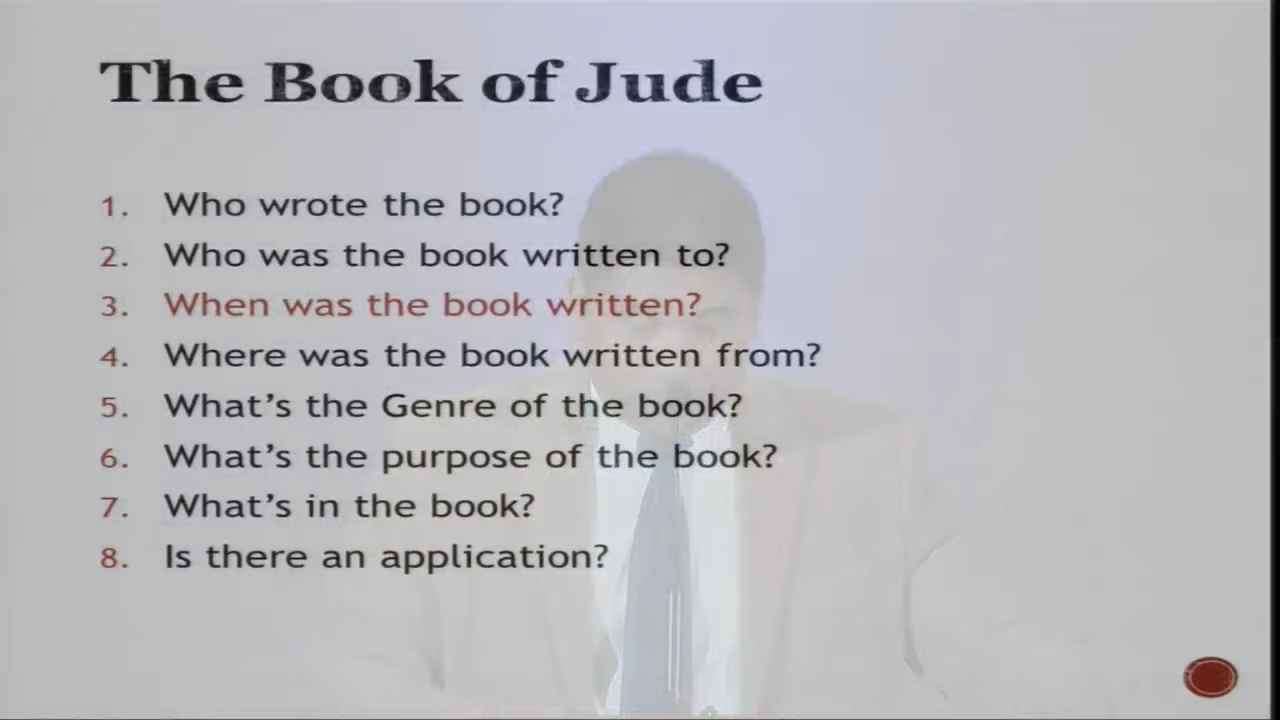 The Book of Jude
1. Who wrote the book?
2. Who was the book written to?
3. When was the book written?
4. Where was the book written from?
5. What’s the Genre of the book?
6. What’s the purpose of the book?
7. What’s in the book?
8. Is there an application?